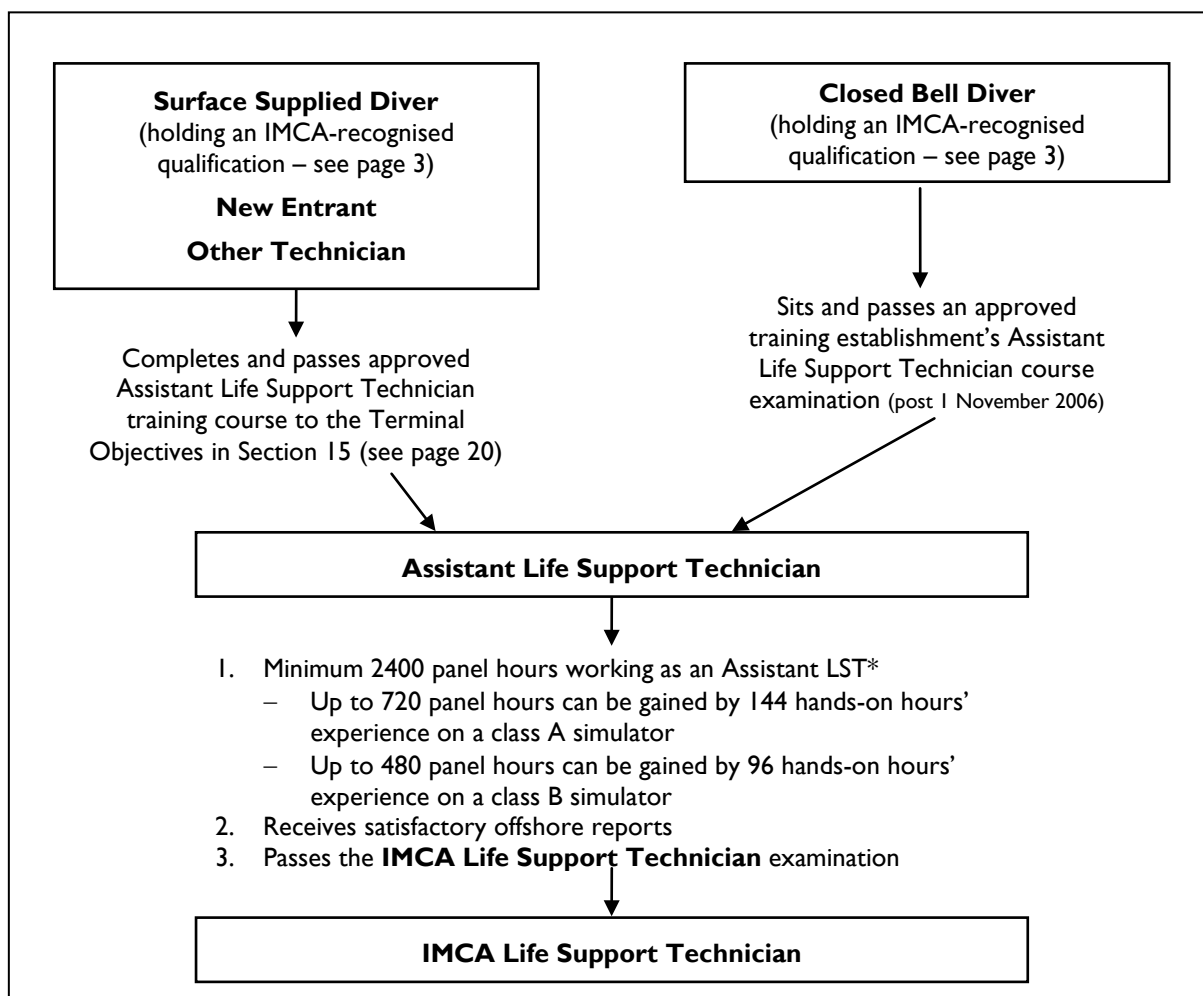 Surface Supplied Diver
(holding an IMCA-recognised
qualification – see page 3)
New Entrant
Other Technician
Closed Bell Diver
(holding an IMCA-recognised
qualification – see page 3)
Completes and passes approved
Assistant Life Support Technician
training course to the Terminal
Objectives in Section 15 (see page 20)
Sits and passes an approved
training establishment's Assistant
Life Support Technician course
examination (post 1 November 2006)
Assistant Life Support Technician
1. Minimum 2400 panel hours working as an Assistant LST*
– Up to 720 panel hours can be gained by 144 hands-on hours'
experience on a class A simulator
– Up to 480 panel hours can be gained by 96 hands-on hours'
experience on a class B simulator
2. Receives satisfactory offshore reports
3. Passes the IMCA Life Support Technician examination
IMCA Life Support Technician